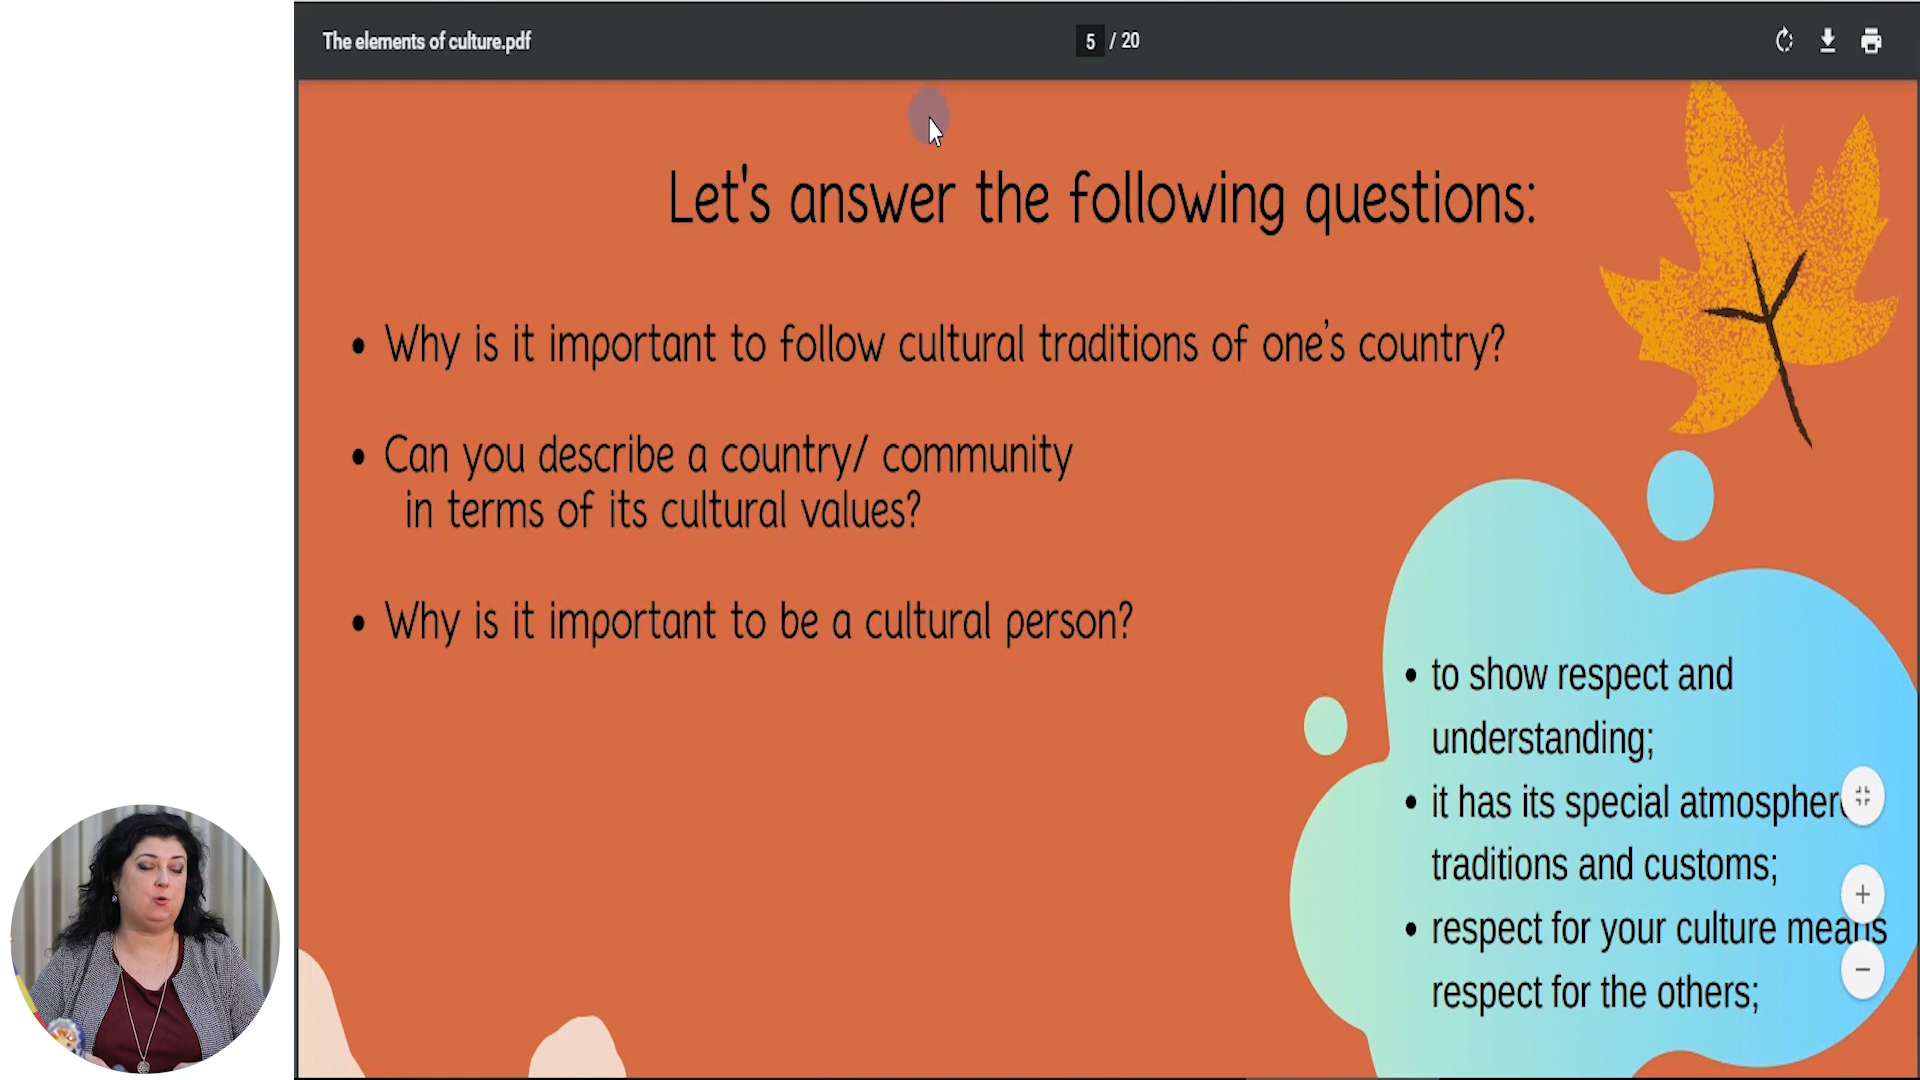 The elements of culture.pdf
5 / 20
Let's answer the following questions:
• Why is it important to follow cultural traditions of one's country?
• Can you describe a country/ community
in terms of its cultural values?
• Why is it important to be a cultural person?
• to show respect and
understanding;
• it has its special atmosphere
traditions and customs;
• respect for your culture means
respect for the others;